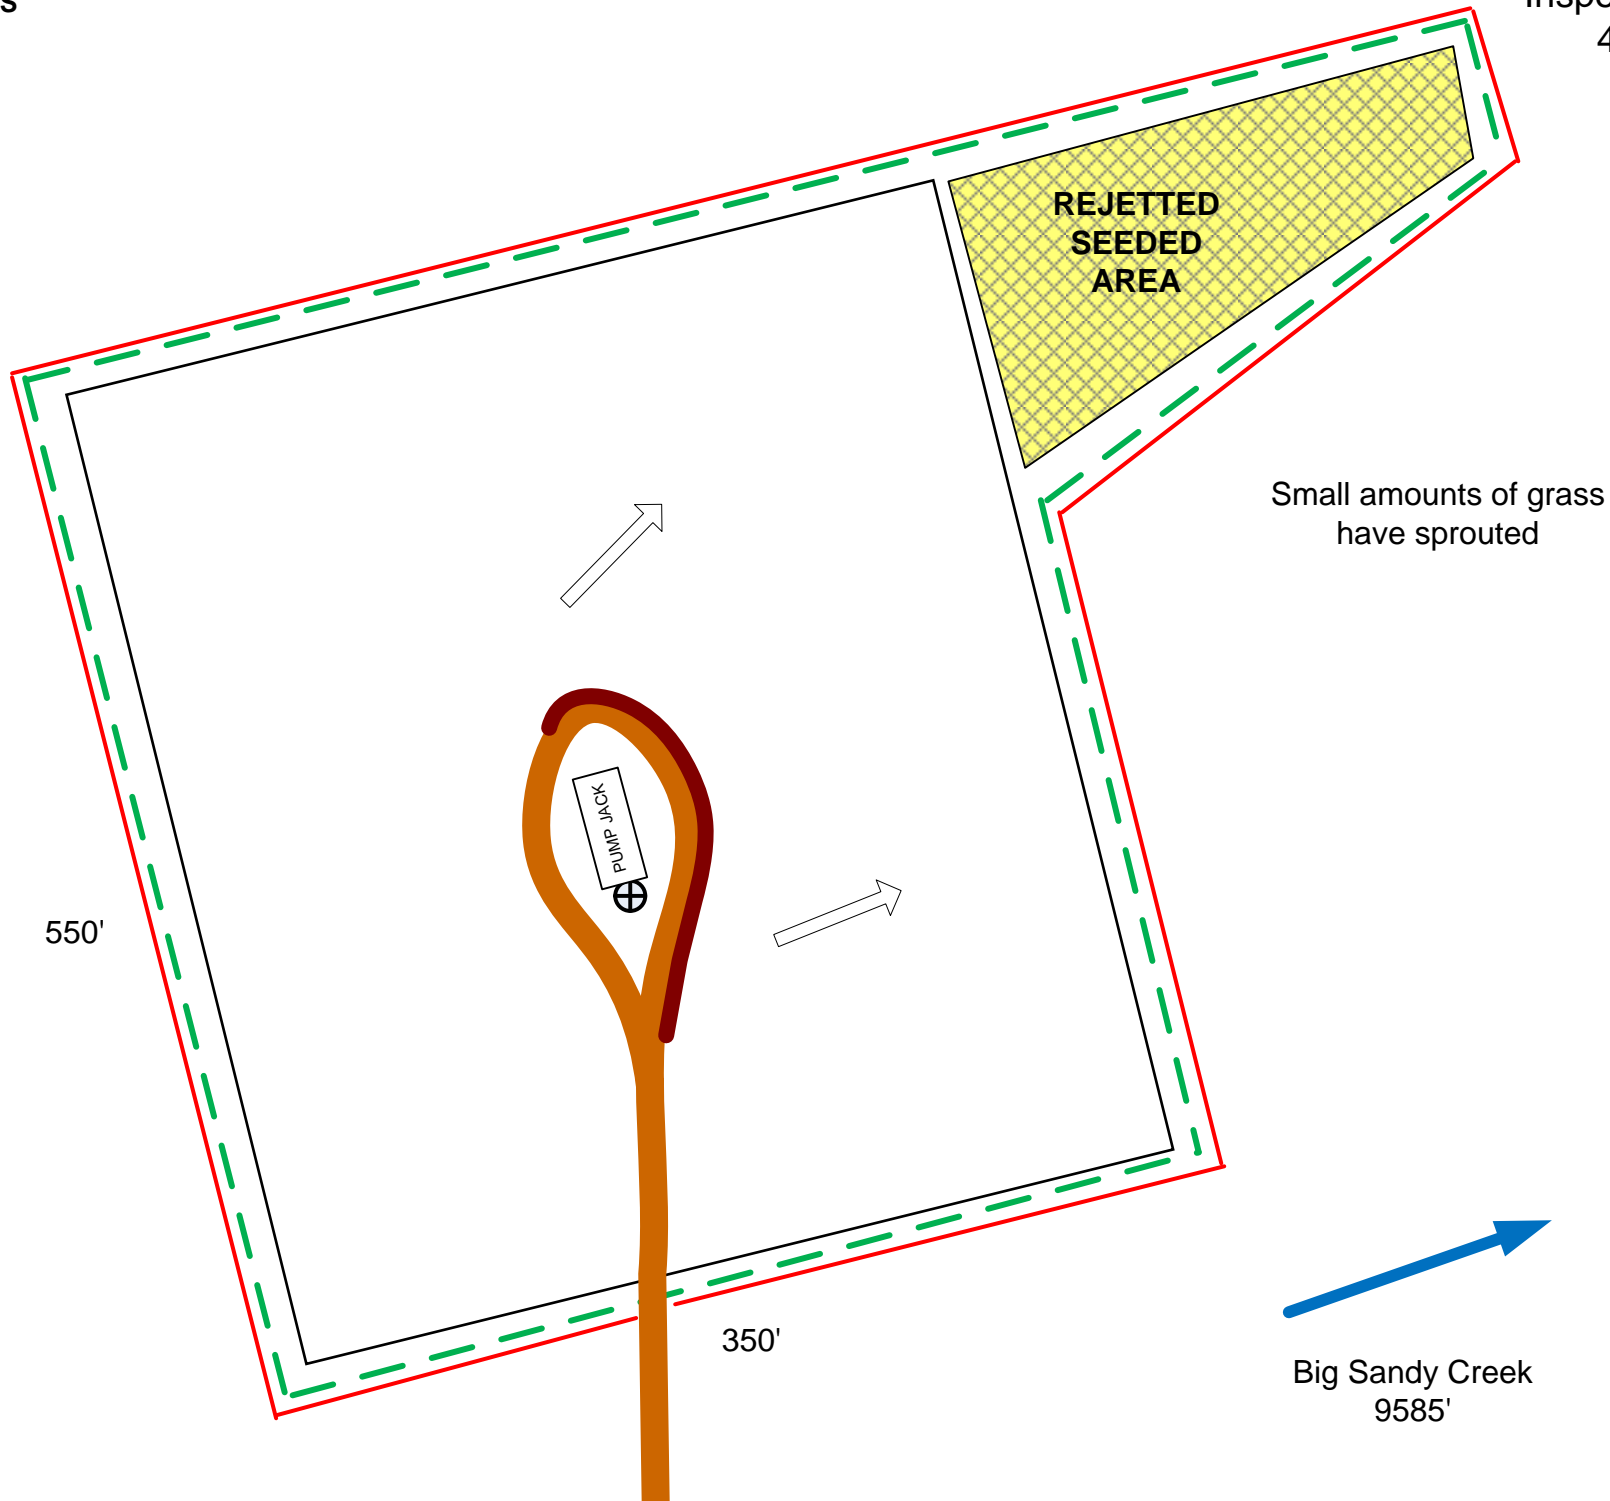 REJETTED
SEEDED
AREA
Small amounts of grass
have sprouted
PUMP JACK
550'
350'
Big Sandy Creek
9585'